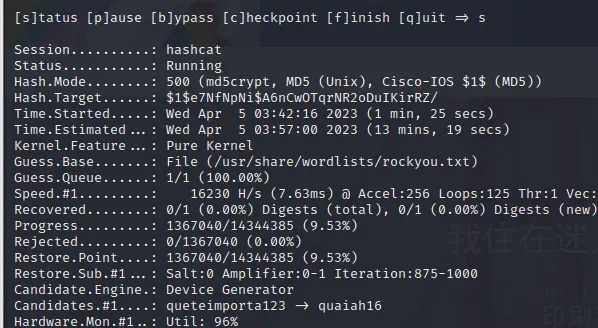 [s]tatus [p]ause [b]ypass [c]heckpoint [f]inish [q]uit => s
Session..........: hashcat
Status...........: Running
Hash.Mode........: 500 (md5crypt, MD5 (Unix), Cisco-IOS $1$ (MD5))
Hash.Target......: $1$e7NfNpNi$A6nCwOTqrNR2oDuIKirRZ/
Time.Started.....: Wed Apr  5 03:42:16 2023 (1 min, 25 secs)
Time.Estimated...: Wed Apr  5 03:57:00 2023 (13 mins, 19 secs)
Kernel.Feature...: Pure Kernel
Guess.Base.......: File (/usr/share/wordlists/rockyou.txt)
Guess.Queue......: 1/1 (100.00%)
Speed.#1.........:    16230 H/s (7.63ms) @ Accel:256 Loops:125 Thr:1 Vec:
Recovered........: 0/1 (0.00%) Digests (total), 0/1 (0.00%) Digests (new)
Progress.........: 1367040/14344385 (9.53%)
Rejected.........: 0/1367040 (0.00%)
Restore.Point....: 1367040/14344385 (9.53%)
Restore.Sub.#1...: Salt:0 Amplifier:0-1 Iteration:875-1000
Candidate.Engine.: Device Generator
Candidates.#1....: queteimporta123 -> quaiah16
Hardware.Mon.#1..: Util: 96%
我住在迷
印刷